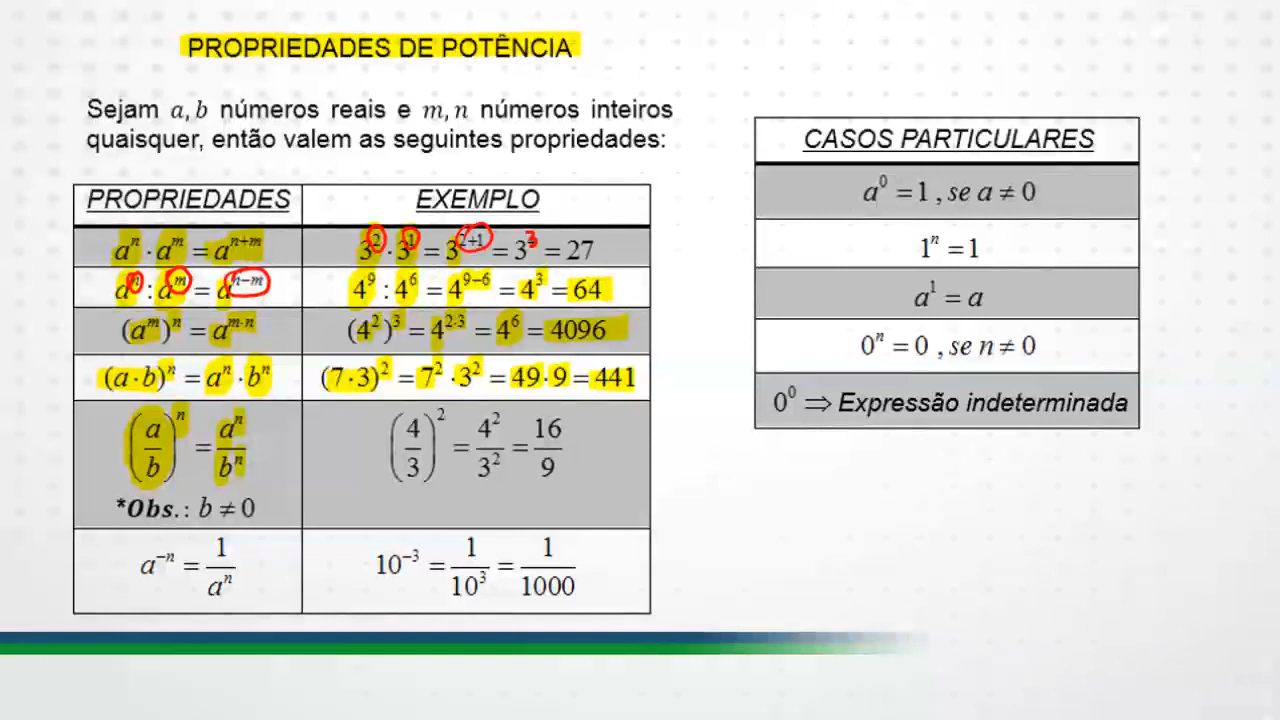 PROPRIEDADES DE POTÊNCIA
Sejam a, b números reais e m, n números inteiros
quaisquer, então valem as seguintes propriedades:
PROPRIEDADES EXEMPLO
aⁿ · aᵐ = aⁿ⁺ᵐ 3² · 3¹ = 3²⁺¹ = 3³ = 27
aⁿ : aᵐ = aⁿ⁻ᵐ 4⁹ : 4⁶ = 4⁹⁻⁶ = 4³ = 64
(aᵐ)ⁿ = aᵐ·ⁿ (4²)³ = 4²·³ = 4⁶ = 4096
(a · b)ⁿ = aⁿ · bⁿ (7 · 3)² = 7² · 3² = 49 · 9 = 441
(a/b)ⁿ = aⁿ/bⁿ (4/3)² = 4²/3² = 16/9
*Obs.: b ≠ 0
a⁻ⁿ = 1/aⁿ 10⁻³ = 1/10³ = 1/1000
CASOS PARTICULARES
a⁰ = 1 , se a ≠ 0
1ⁿ = 1
a¹ = a
0ⁿ = 0 , se n ≠ 0
0⁰ ⇒ Expressão indeterminada